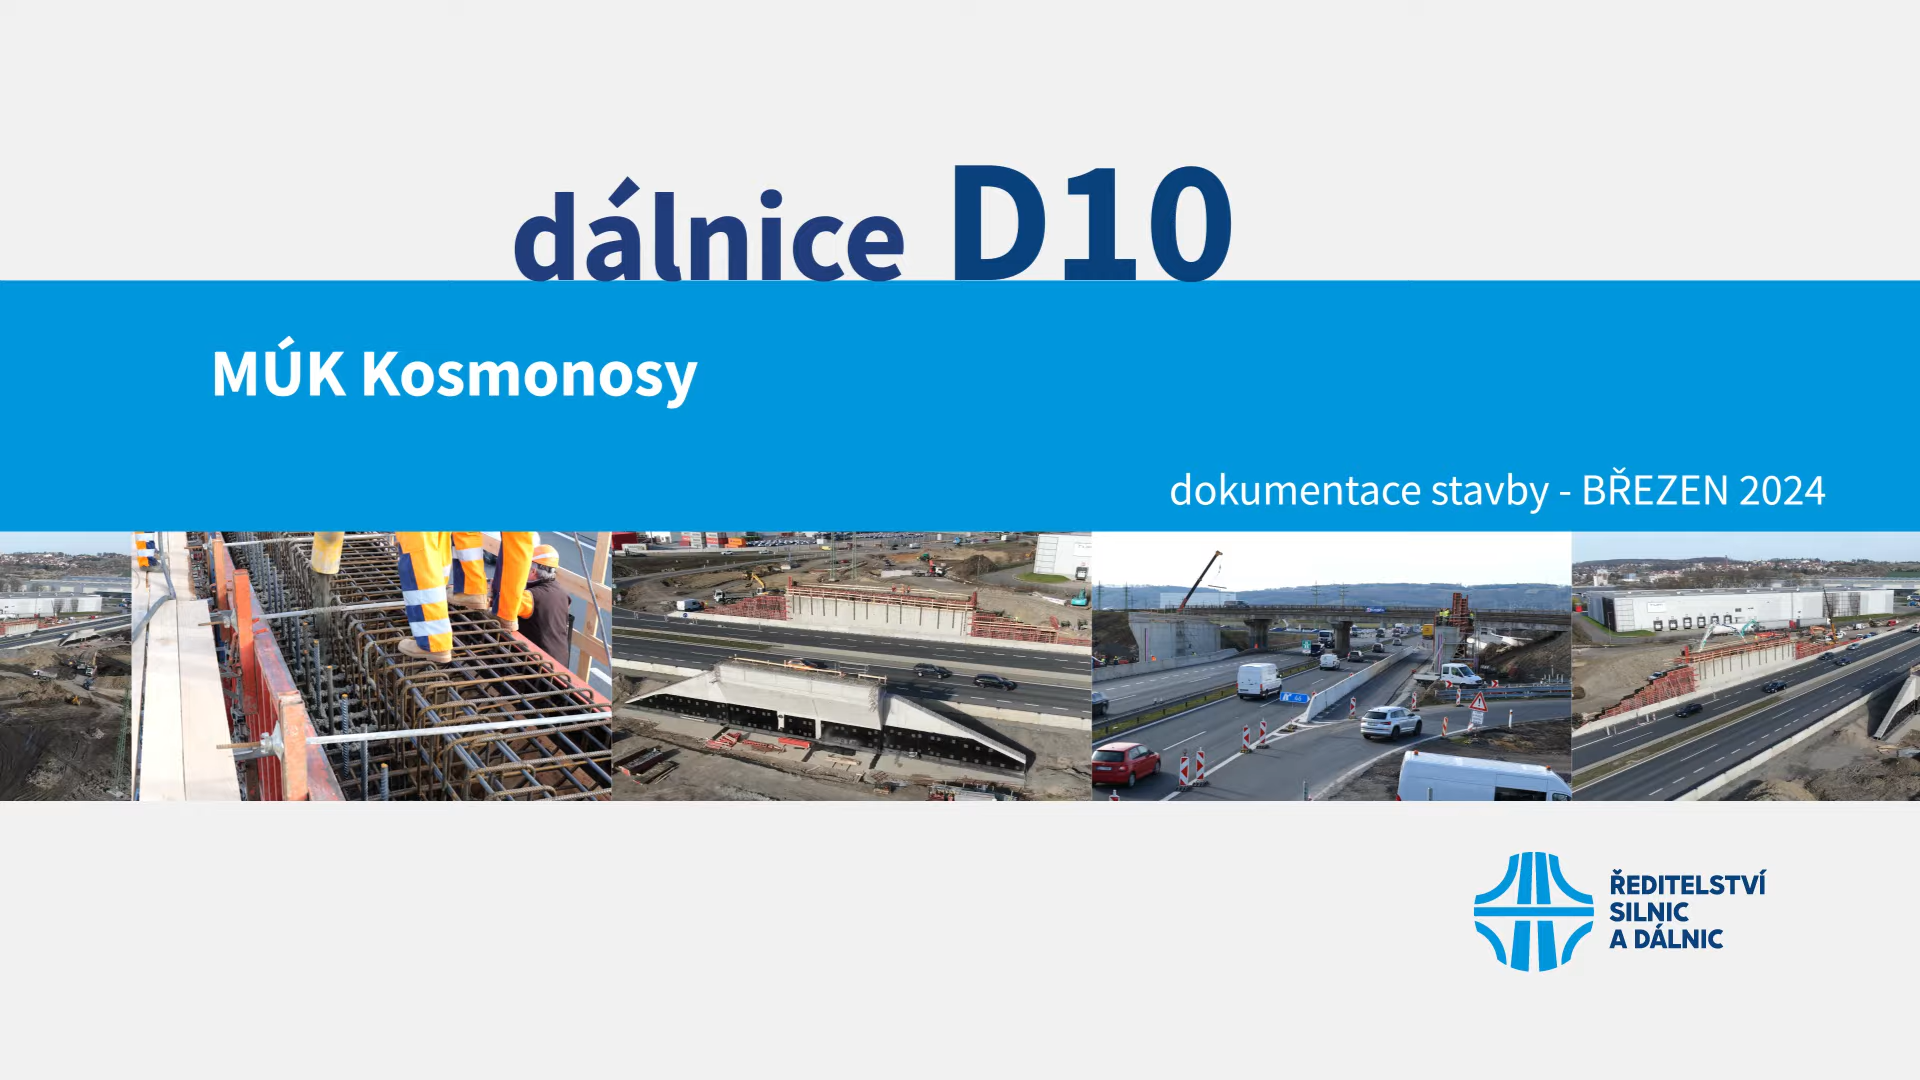 dálnice D10
MÚK Kosmonosy
dokumentace stavby - BŘEZEN 2024
ŘEDITELSTVÍ
SILNIC
A DÁLNIC